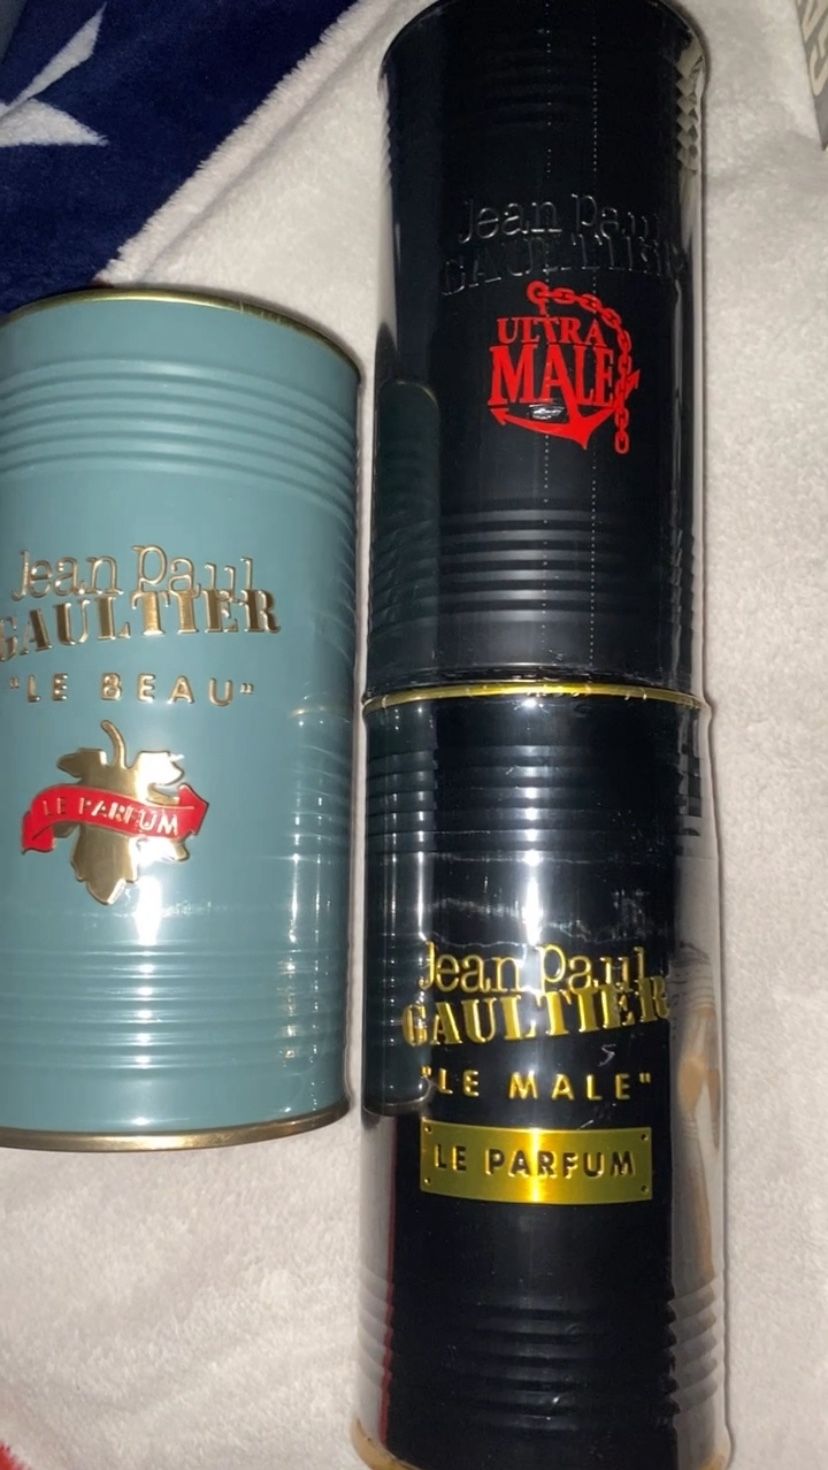 Jean Paul
GAULTIER
"LE BEAU"
LE PARFUM
Jean Paul
GAULTIER
ULTRA
MALE
Jean Paul
GAULTIER
"LE MALE"
LE PARFUM